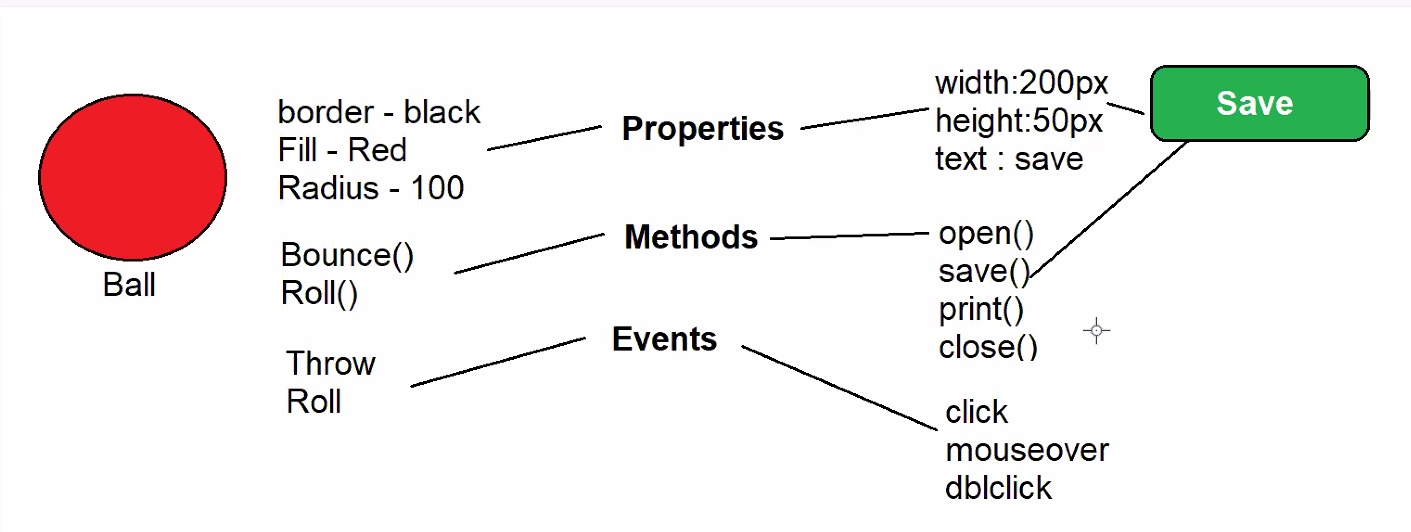 border - black
Fill - Red
Radius - 100
Bounce()
Roll()
Ball
Throw
Roll
Properties
Methods
Events
width:200px
height:50px
text : save
open()
save()
print()
close()
click
mouseover
dblclick
Save